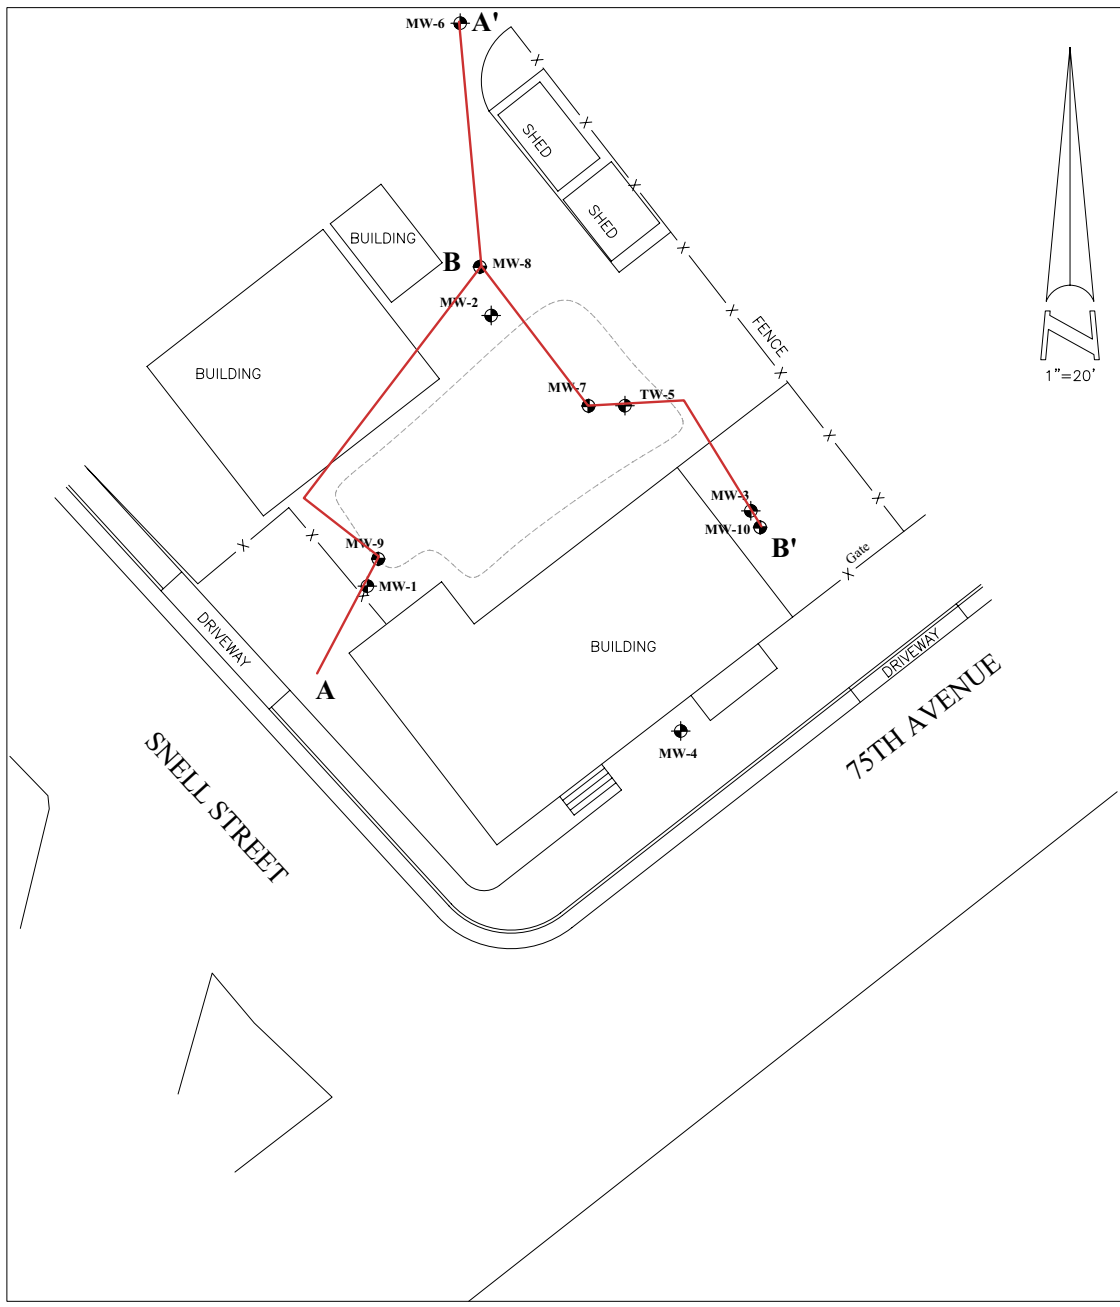 MW-6
A'
SHED
SHED
BUILDING
B
MW-8
MW-2
FENCE
BUILDING
1"=20'
MW-7
TW-5
MW-3
MW-10
B'
Gate
MW-9
MW-1
DRIVEWAY
BUILDING
DRIVEWAY
A
75TH AVENUE
MW-4
SNELL STREET